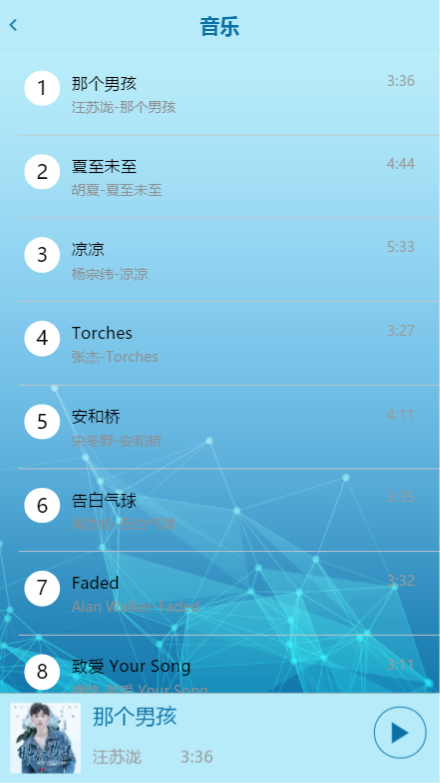 音乐
1
那个男孩
3:36
汪苏泷-那个男孩
2
夏至未至
4:44
胡夏-夏至未至
3
凉凉
5:33
杨宗纬-凉凉
4
Torches
3:27
张杰-Torches
5
安和桥
4:11
宋冬野-安和桥
6
告白气球
3:35
告白气球
7
Faded
3:32
Alan Walker-Faded
8
致爱 Your Song
3:11
致爱 Your Song
那个男孩
汪苏泷 3:36